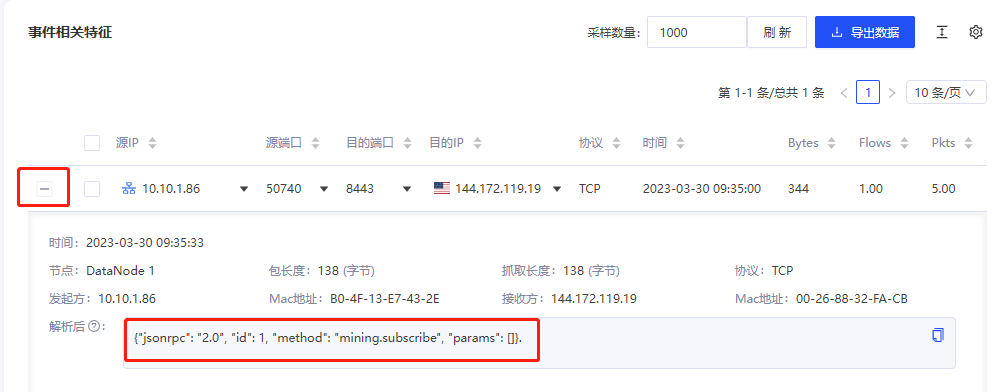 事件相关特征
采样数量： 1000 刷 新 导出数据
第 1-1 条/总共 1 条 1 10 条/页
源IP 源端口 目的端口 目的IP 协议 时间 Bytes Flows Pkts
10.10.1.86 50740 8443 144.172.119.19 TCP 2023-03-30 09:35:00 344 1.00 5.00
时间： 2023-03-30 09:35:33
节点： DataNode 1 包长度： 138 (字节) 抓取长度： 138 (字节) 协议： TCP
发起方： 10.10.1.86 Mac地址： B0-4F-13-E7-43-2E 接收方： 144.172.119.19 Mac地址： 00-26-88-32-FA-CB
解析后 ?： {"jsonrpc": "2.0", "id": 1, "method": "mining.subscribe", "params": []}.